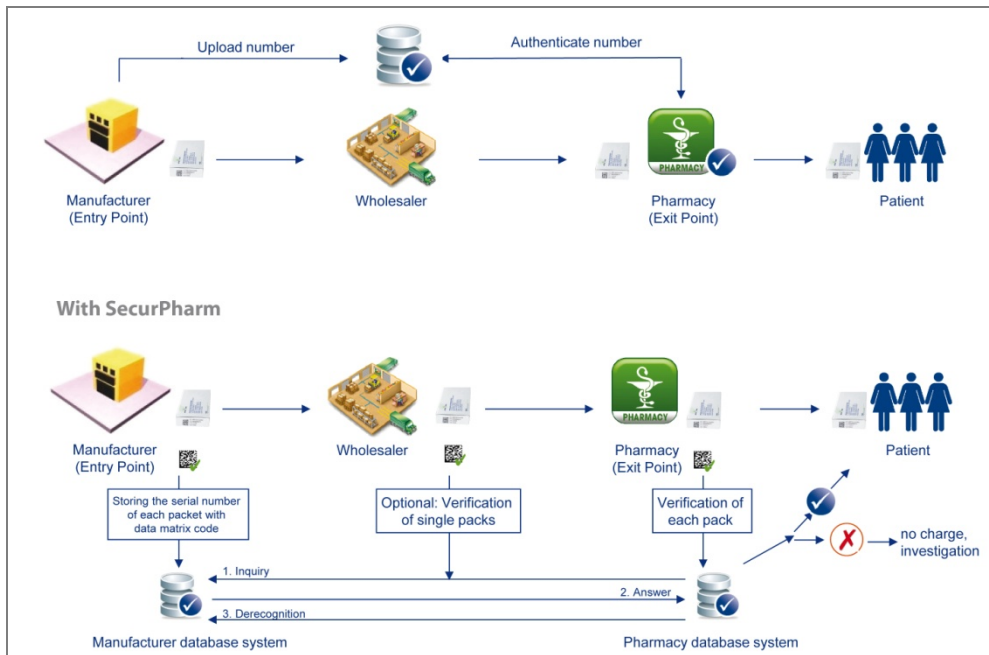 Upload number
Authenticate number
PHARMACY
Manufacturer
(Entry Point)
Wholesaler
Pharmacy
(Exit Point)
Patient
With SecurPharm
PHARMACY
Manufacturer
(Entry Point)
Wholesaler
Pharmacy
(Exit Point)
Patient
Storing the serial number
of each packet with
data matrix code
Optional: Verification
of single packs
Verification of
each pack
no charge,
investigation
1. Inquiry
2. Answer
3. Derecognition
Manufacturer database system
Pharmacy database system